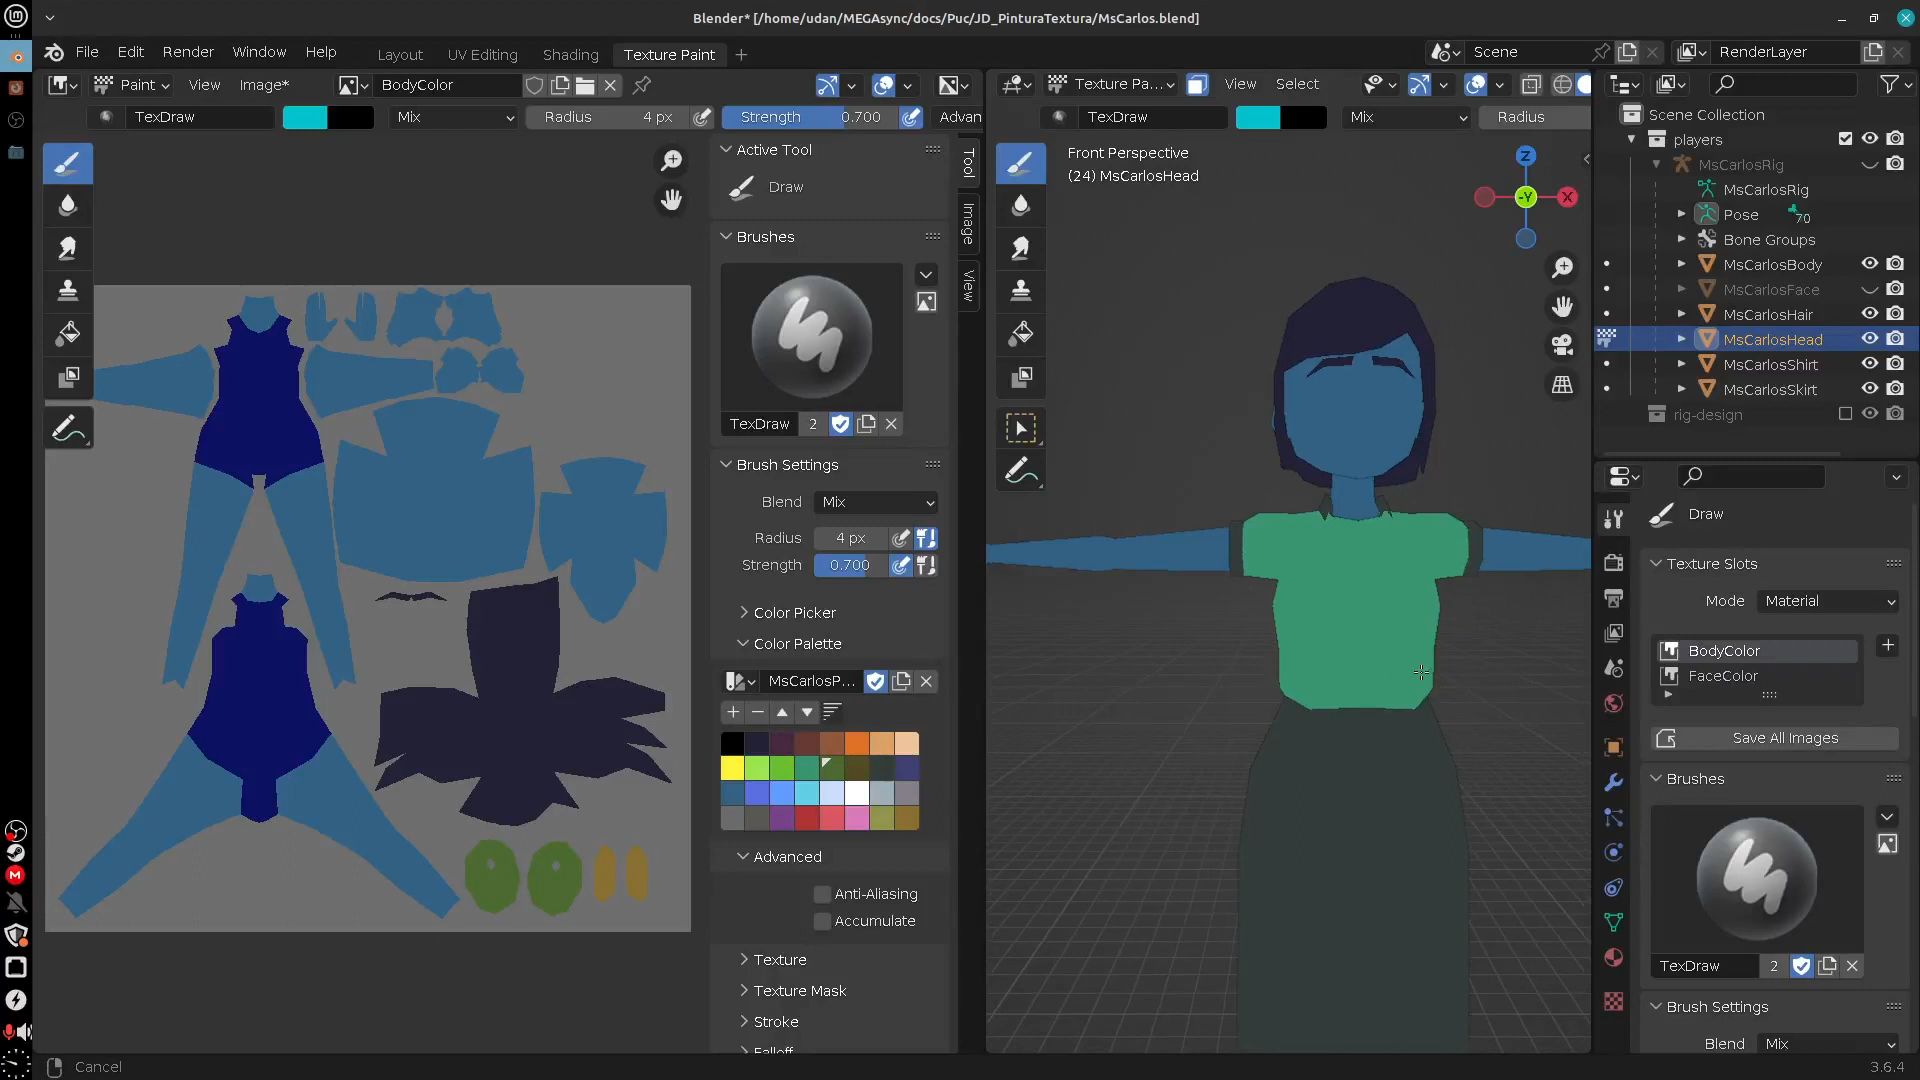 Blender* [/home/udan/MEGAsync/docs/Puc/JD_PinturaTextura/MsCarlos.blend]
File Edit Render Window Help Layout UV Editing Shading Texture Paint Scene RenderLayer
Paint View Image* BodyColor
TexDraw Mix Radius 4 px Strength 0.700 Advan
Active Tool
Draw
Brushes
TexDraw 2
Brush Settings
Blend Mix
Radius 4 px
Strength 0.700
Color Picker
Color Palette
MsCarlosP...
Advanced
Anti-Aliasing
Accumulate
Texture
Texture Mask
Stroke
Falloff
Tool
Image
View
Texture Pa... View Select
TexDraw Mix Radius
Front Perspective
(24) MsCarlosHead
Z
-Y
X
Scene Collection
players
MsCarlosRig
MsCarlosRig
Pose 70
Bone Groups
MsCarlosBody
MsCarlosFace
MsCarlosHair
MsCarlosHead
MsCarlosShirt
MsCarlosSkirt
rig-design
Draw
Texture Slots
Mode Material
BodyColor
FaceColor
Save All Images
Brushes
TexDraw 2
Brush Settings
Blend Mix
Cancel
3.6.4